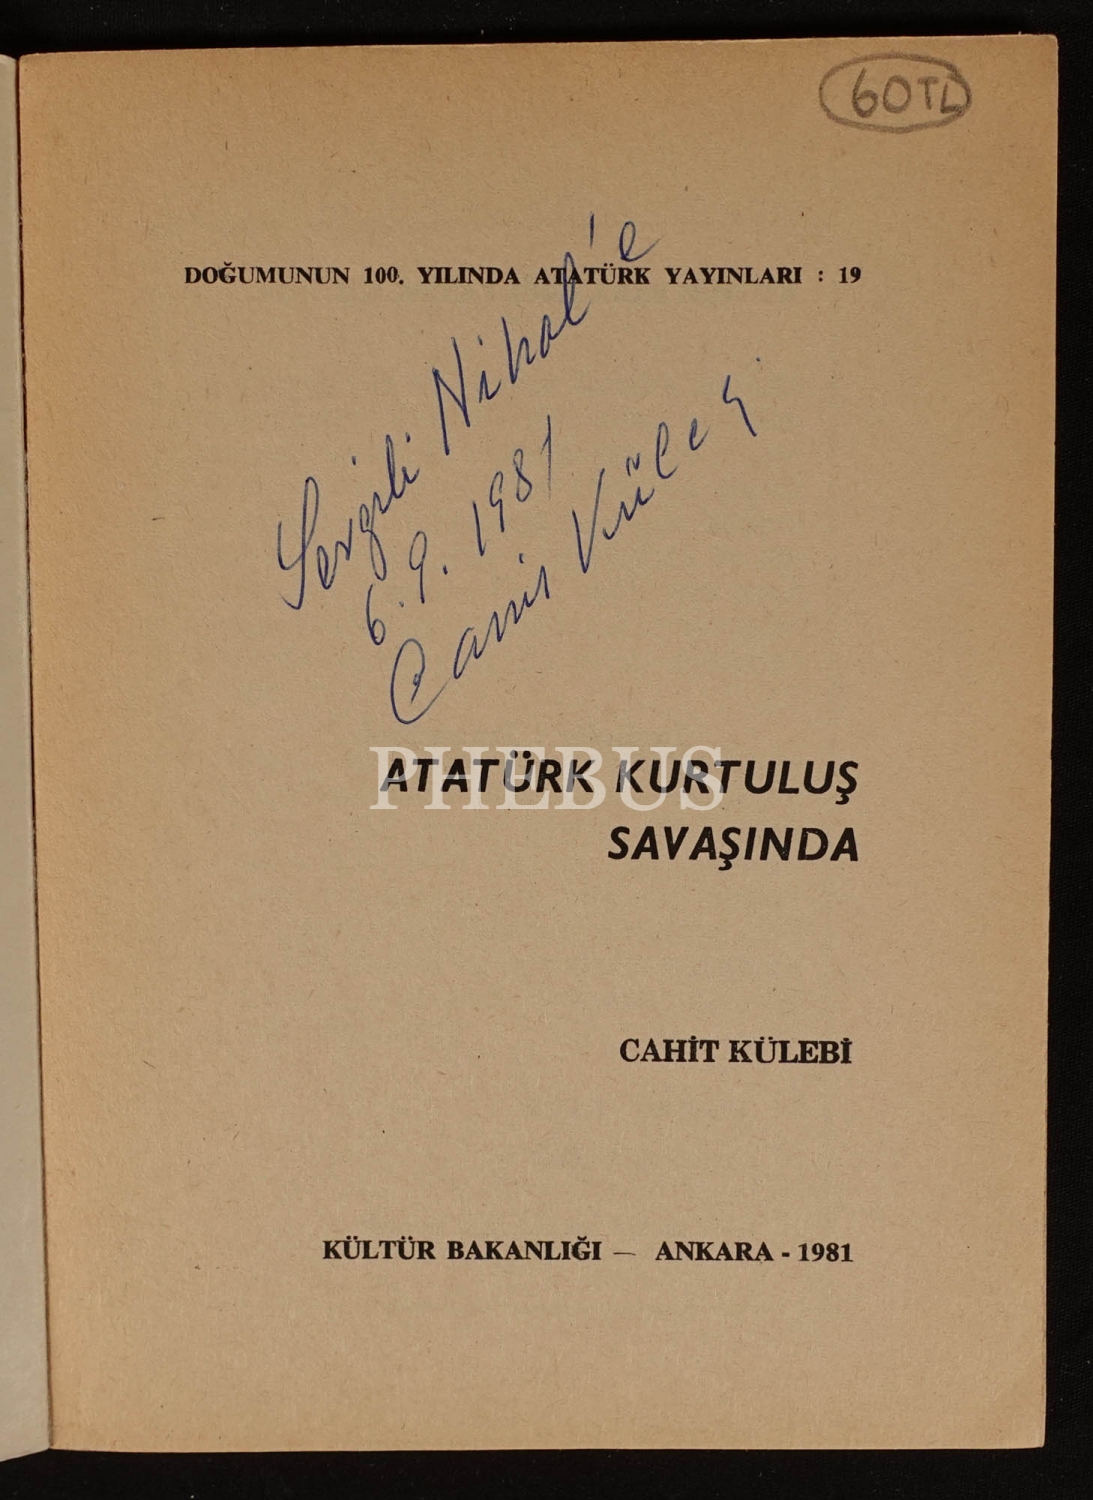 60TL
DOĞUMUNUN 100. YILINDA ATATÜRK YAYINLARI : 19
Sevgili Nihal'e
6.9.1981
Cahit Külebi
PHEBUS
ATATÜRK KURTULUŞ
SAVAŞINDA
CAHİT KÜLEBİ
KÜLTÜR BAKANLIĞI — ANKARA - 1981